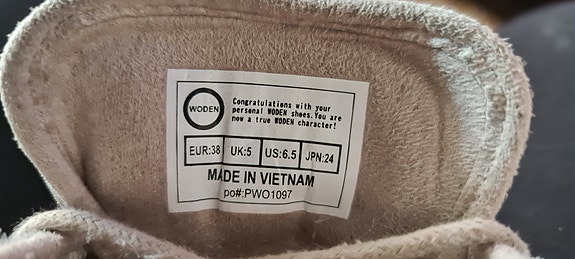 WODEN
Congratulations with your
personal WODEN shoes.You are
now a true WODEN character!
EUR:38 UK:5 US:6.5 JPN:24
MADE IN VIETNAM
po#:PWO1097